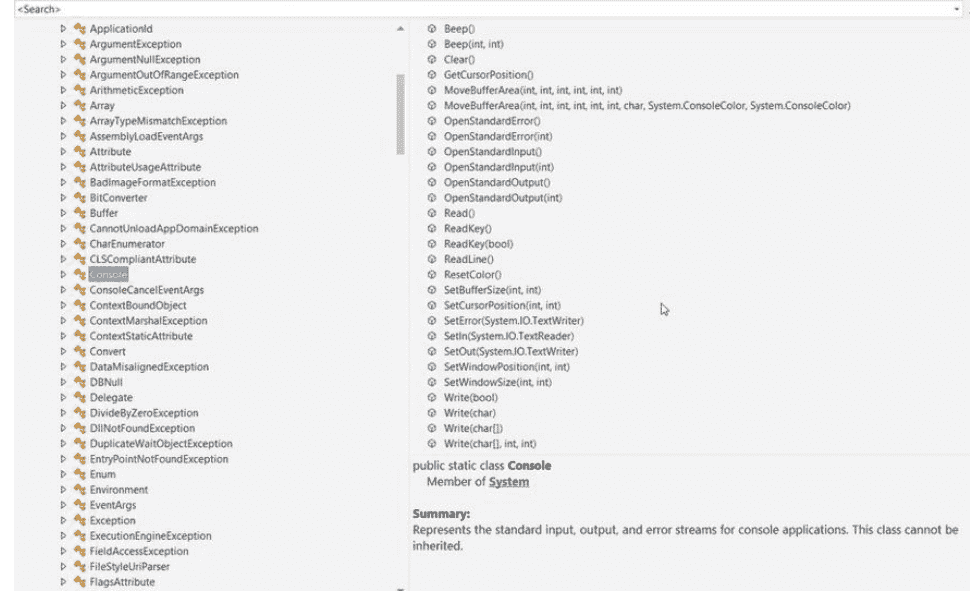 <Search>
ApplicationId
ArgumentException
ArgumentNullException
ArgumentOutOfRangeException
ArithmeticException
Array
ArrayTypeMismatchException
AssemblyLoadEventArgs
Attribute
AttributeUsageAttribute
BadImageFormatException
BitConverter
Buffer
CannotUnloadAppDomainException
CharEnumerator
CLSCompliantAttribute
Console
ConsoleCancelEventArgs
ContextBoundObject
ContextMarshalException
ContextStaticAttribute
Convert
DataMisalignedException
DBNull
Delegate
DivideByZeroException
DllNotFoundException
DuplicateWaitObjectException
EntryPointNotFoundException
Enum
Environment
EventArgs
Exception
ExecutionEngineException
FieldAccessException
FileStyleUriParser
FlagsAttribute
Beep()
Beep(int, int)
Clear()
GetCursorPosition()
MoveBufferArea(int, int, int, int, int, int)
MoveBufferArea(int, int, int, int, int, int, char, System.ConsoleColor, System.ConsoleColor)
OpenStandardError()
OpenStandardError(int)
OpenStandardInput()
OpenStandardInput(int)
OpenStandardOutput()
OpenStandardOutput(int)
Read()
ReadKey()
ReadKey(bool)
ReadLine()
ResetColor()
SetBufferSize(int, int)
SetCursorPosition(int, int)
SetError(System.IO.TextWriter)
SetIn(System.IO.TextReader)
SetOut(System.IO.TextWriter)
SetWindowPosition(int, int)
SetWindowSize(int, int)
Write(bool)
Write(char)
Write(char[])
Write(char[], int, int)
public static class Console
Member of System
Summary:
Represents the standard input, output, and error streams for console applications. This class cannot be
inherited.